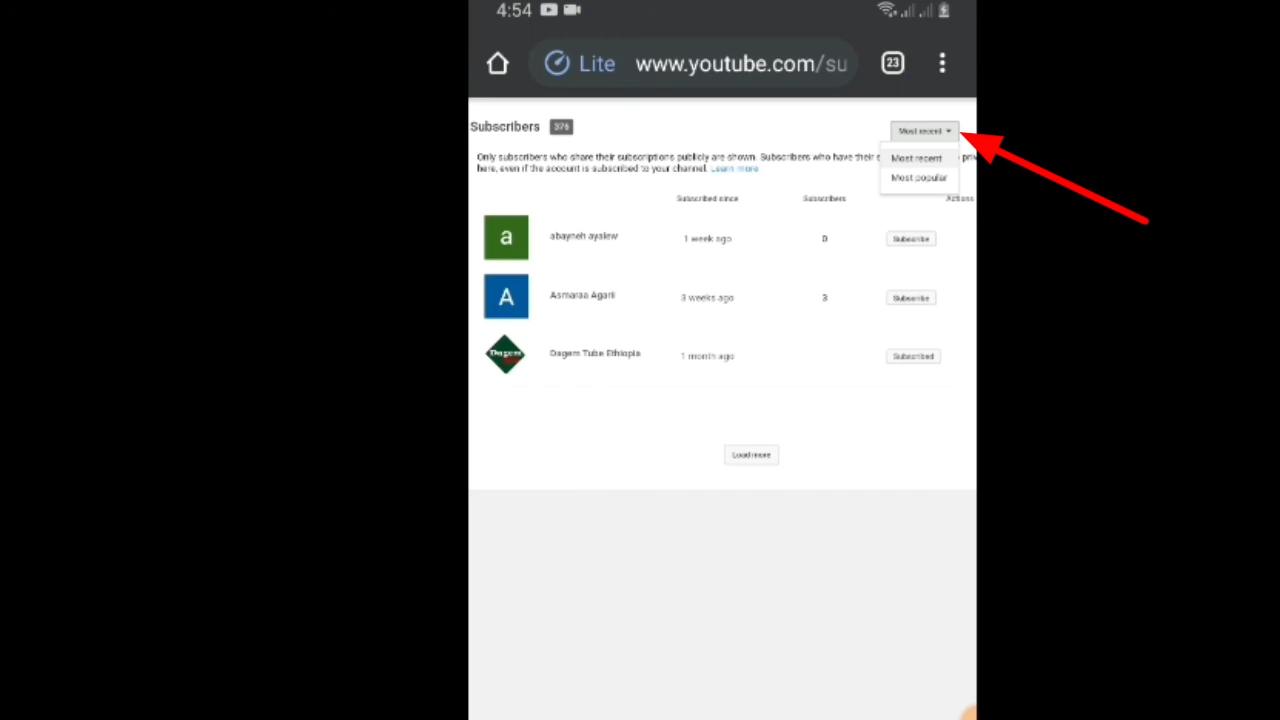 4:54
Lite www.youtube.com/su 23
Subscribers 376 Most recent
Only subscribers who share their subscriptions publicly are shown. Subscribers who have their s priv
here, even if the account is subscribed to your channel. Learn more
Most recent
Most popular
Subscribed since Subscribers Actions
a abayneh ayalew 1 week ago 0 Subscribe
A Asmaraa Agarii 3 weeks ago 3 Subscribe
Dagem Dagem Tube Ethiopia 1 month ago Subscribed
Load more